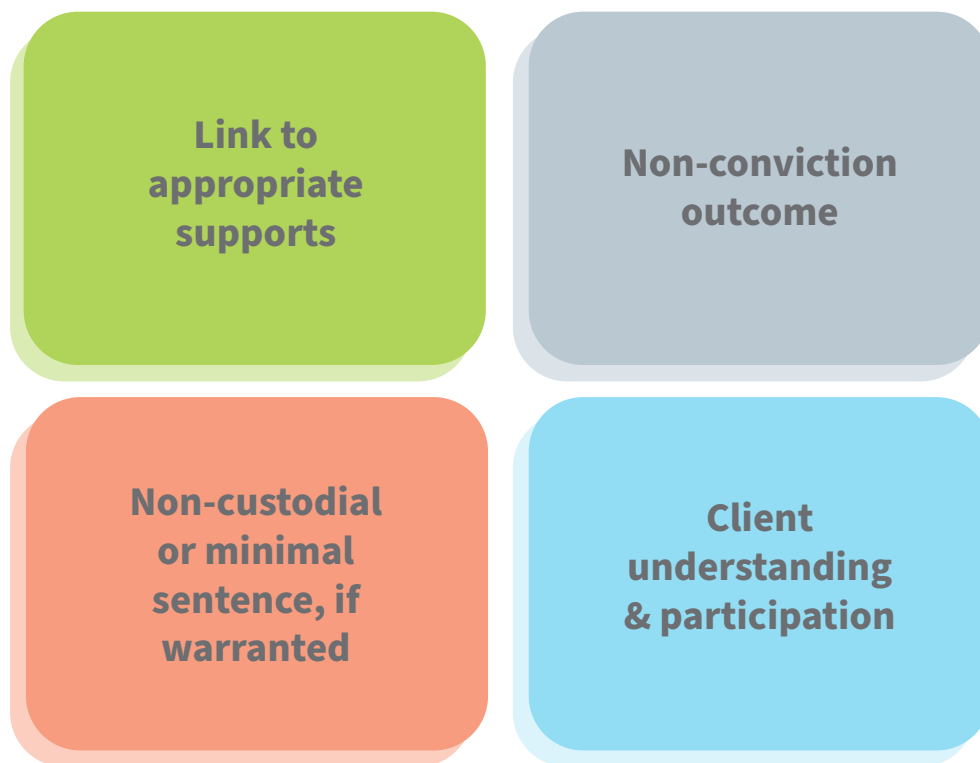 Link to
appropriate
supports
Non-conviction
outcome
Non-custodial
or minimal
sentence, if
warranted
Client
understanding
& participation